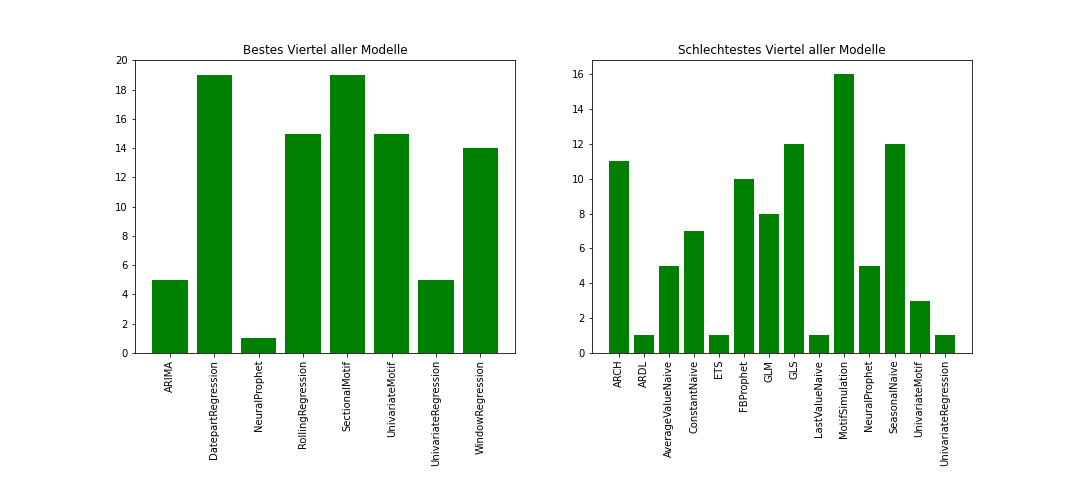 Bestes Viertel aller Modelle
20
18
16
14
12
10
8
6
4
2
0
ARIMA
DatepartRegression
NeuralProphet
RollingRegression
SectionalMotif
UnivariateMotif
UnivariateRegression
WindowRegression
Schlechtestes Viertel aller Modelle
16
14
12
10
8
6
4
2
0
ARCH
ARDL
AverageValueNaive
ConstantNaive
ETS
FBProphet
GLM
GLS
LastValueNaive
MotifSimulation
NeuralProphet
SeasonalNaive
UnivariateMotif
UnivariateRegression